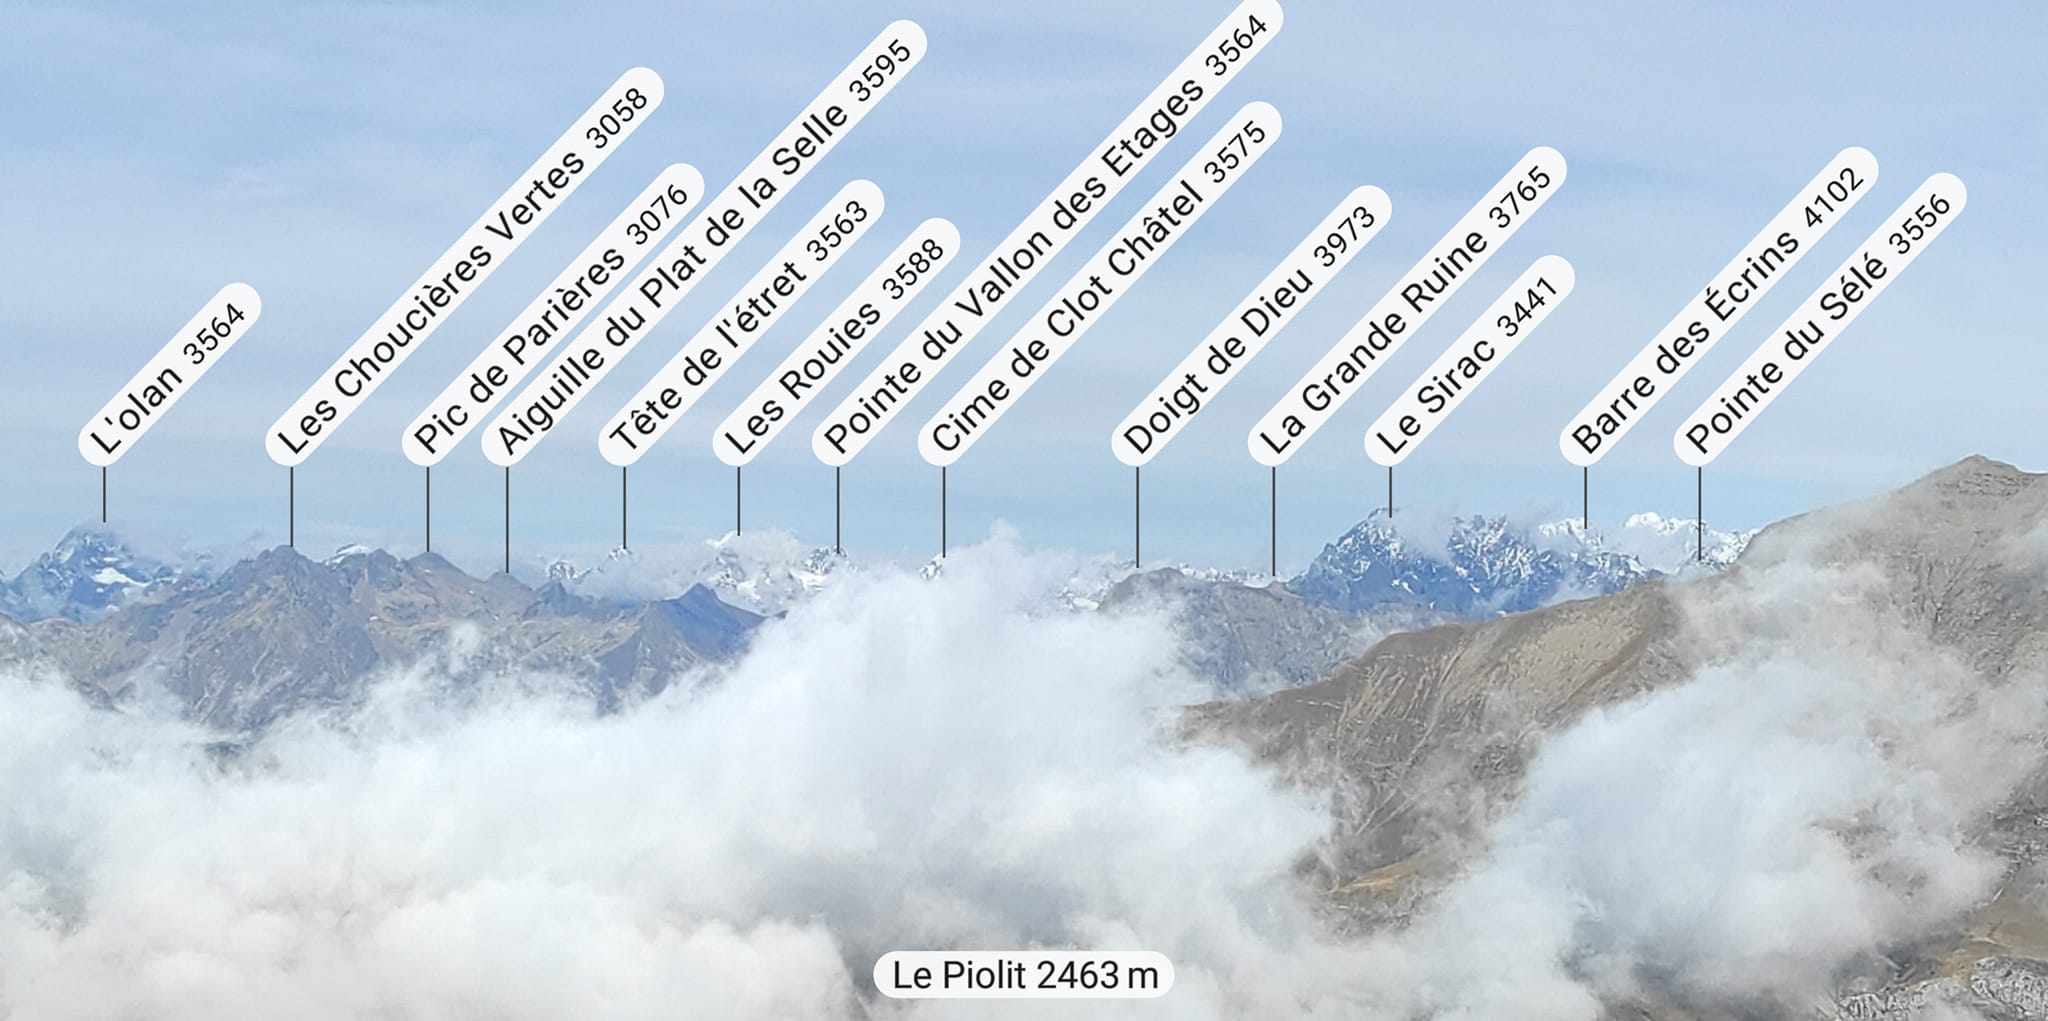 L'olan 3564
Les Choucières Vertes 3058
Pic de Parières 3076
Aiguille du Plat de la Selle 3595
Tête de l'étret 3563
Les Rouies 3588
Pointe du Vallon des Etages 3564
Cime de Clot Châtel 3575
Doigt de Dieu 3973
La Grande Ruine 3765
Le Sirac 3441
Barre des Écrins 4102
Pointe du Sélé 3556
Le Piolit 2463 m